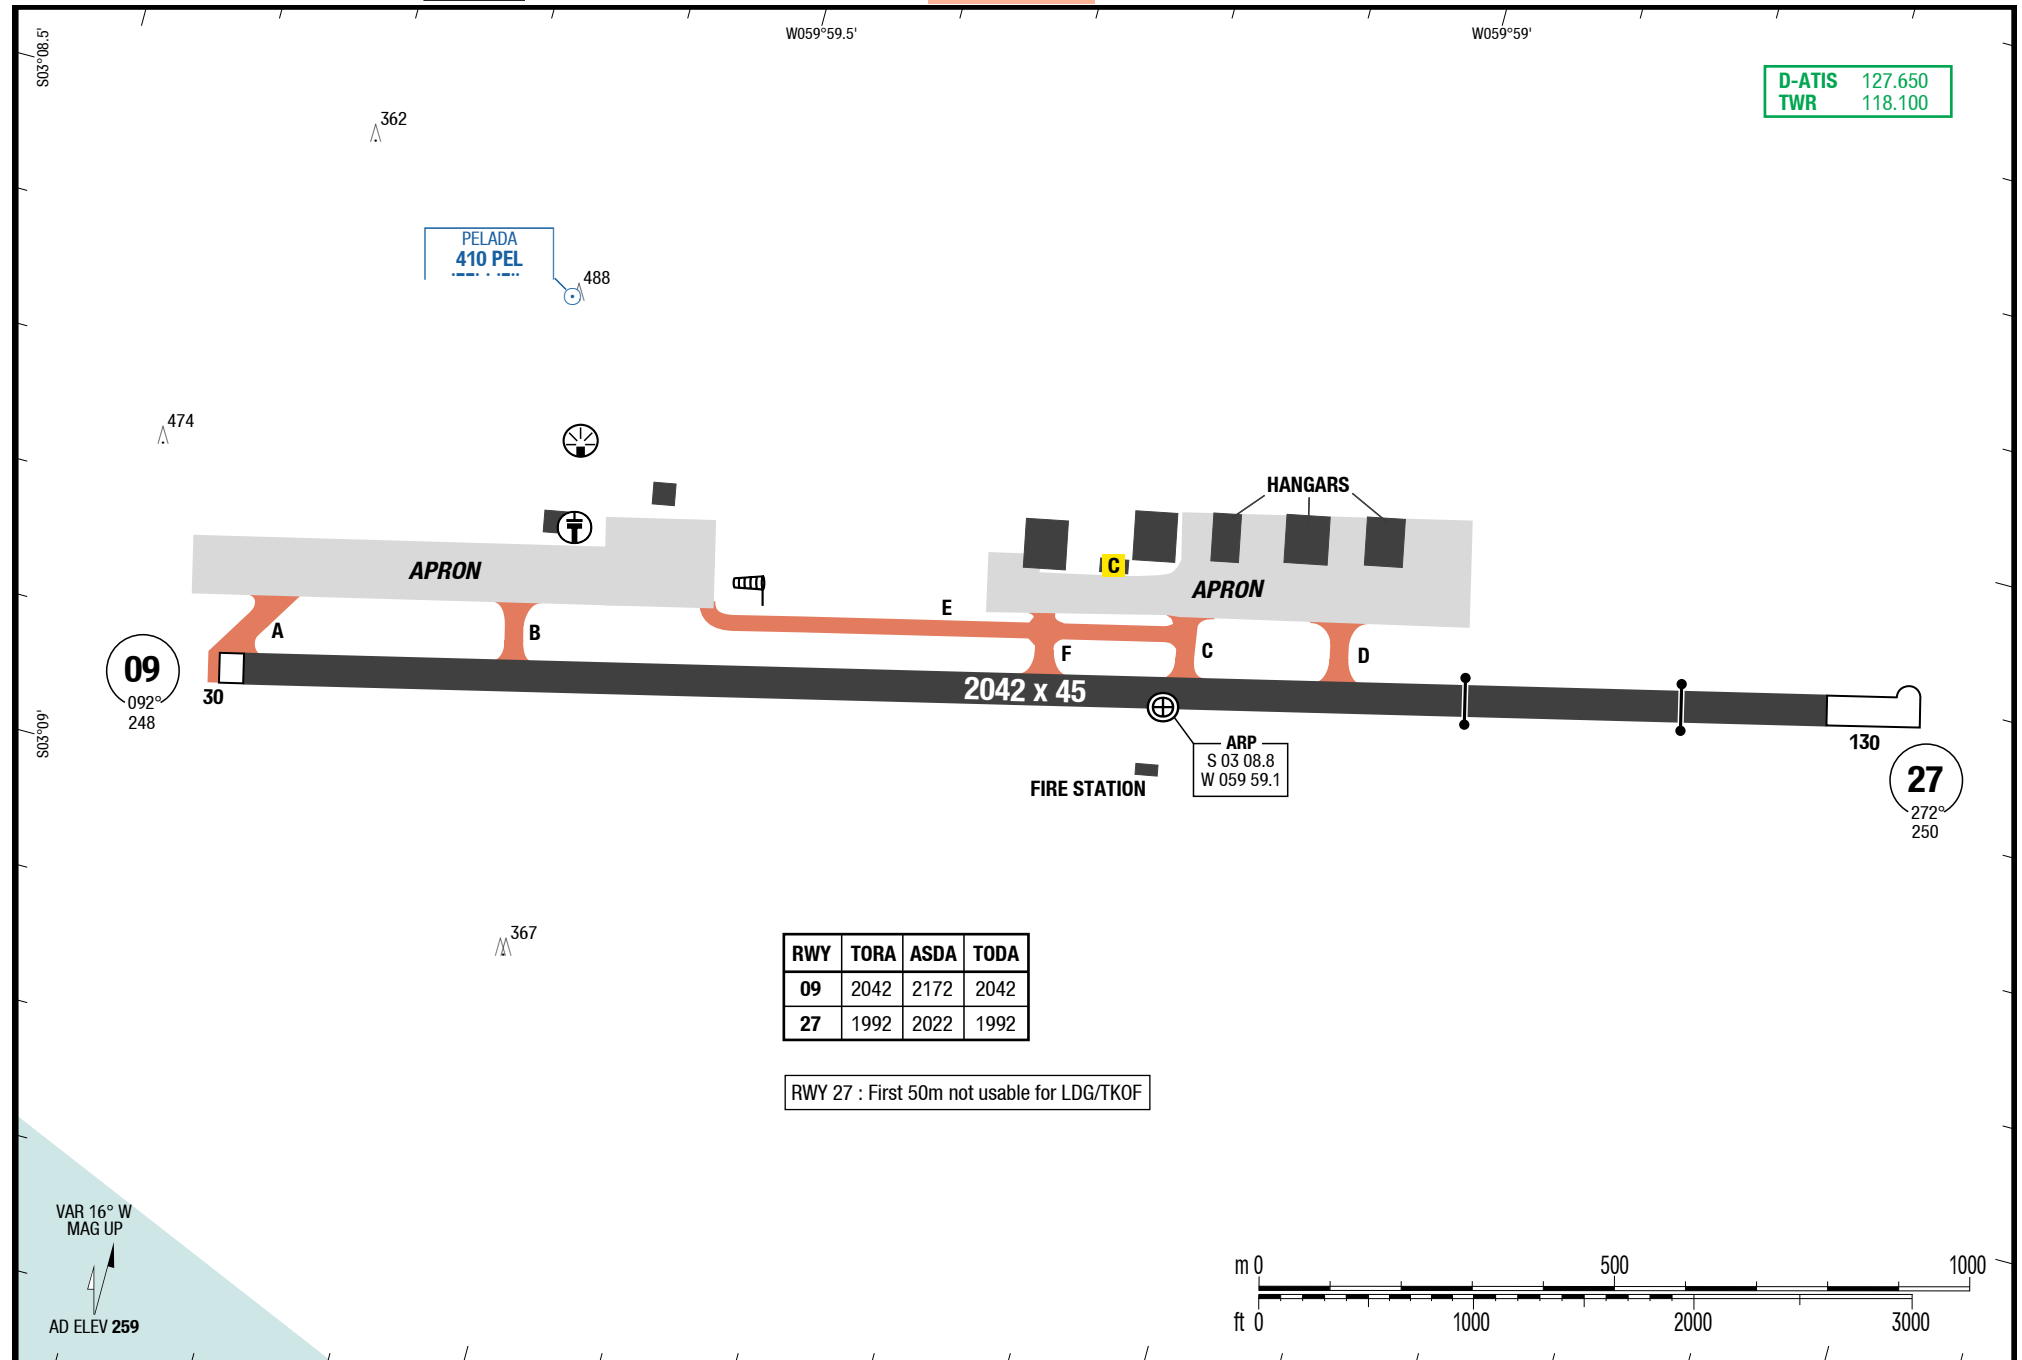 W059°59.5'
W059°59'
S03°08.5'
D-ATIS 127.650
TWR 118.100
362
PELADA
410 PEL
488
474
HANGARS
APRON
C
APRON
E
A
B
F
C
D
09
092°
248
30
2042 x 45
S03°09'
130
ARP
S 03 08.8
W 059 59.1
FIRE STATION
27
272°
250
367
RWY TORA ASDA TODA
09 2042 2172 2042
27 1992 2022 1992
RWY 27 : First 50m not usable for LDG/TKOF
VAR 16° W
MAG UP
AD ELEV 259
m 0 500 1000
ft 0 1000 2000 3000